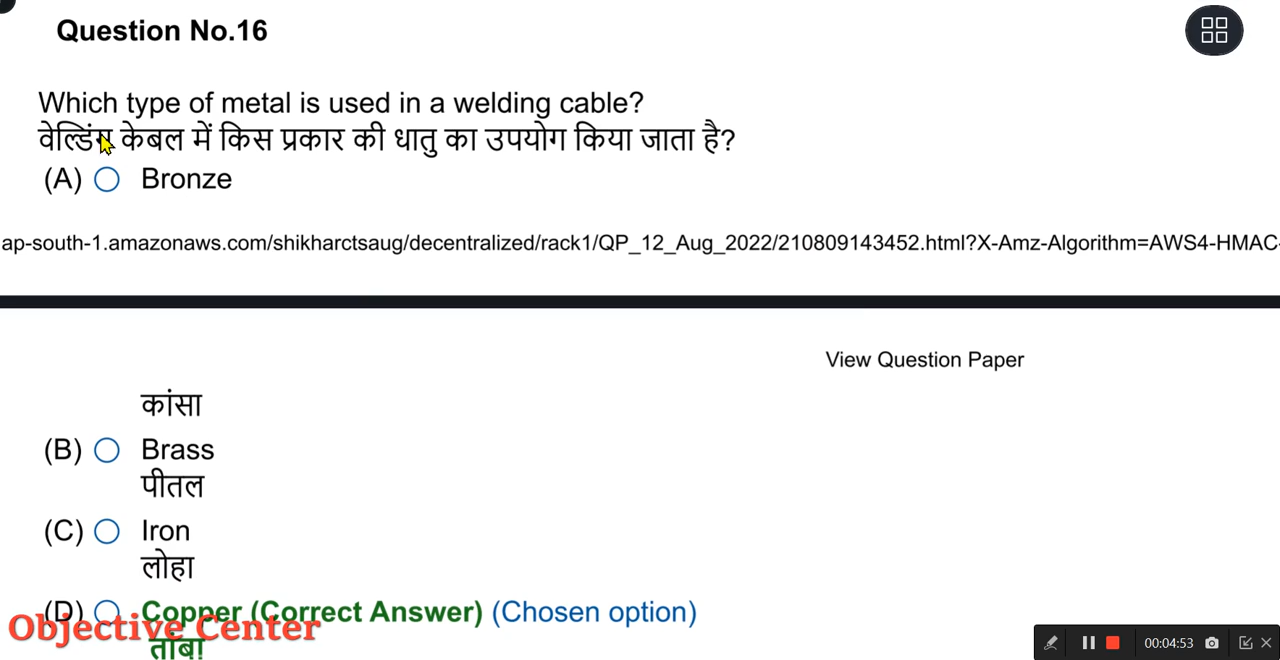 Question No.16
Which type of metal is used in a welding cable?
वेल्डिंग केबल में किस प्रकार की धातु का उपयोग किया जाता है?
(A) Bronze
ap-south-1.amazonaws.com/shikharctsaug/decentralized/rack1/QP_12_Aug_2022/210809143452.html?X-Amz-Algorithm=AWS4-HMAC-
View Question Paper
कांसा
(B) Brass
पीतल
(C) Iron
लोहा
(D) Copper (Correct Answer) (Chosen option)
Objective Center
तांबा
00:04:53